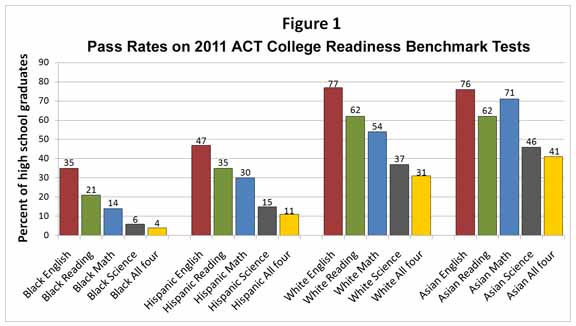 Figure 1
Pass Rates on 2011 ACT College Readiness Benchmark Tests
Percent of high school graduates
90
80
70
60
50
40
30
20
10
0
35
21
14
6
4
47
35
30
15
11
77
62
54
37
31
76
62
71
46
41
Black English
Black Reading
Black Math
Black Science
Black All four
Hispanic English
Hispanic Reading
Hispanic Math
Hispanic Science
Hispanic All four
White English
White Reading
White Math
White Science
White All four
Asian English
Asian Reading
Asian Math
Asian Science
Asian All four